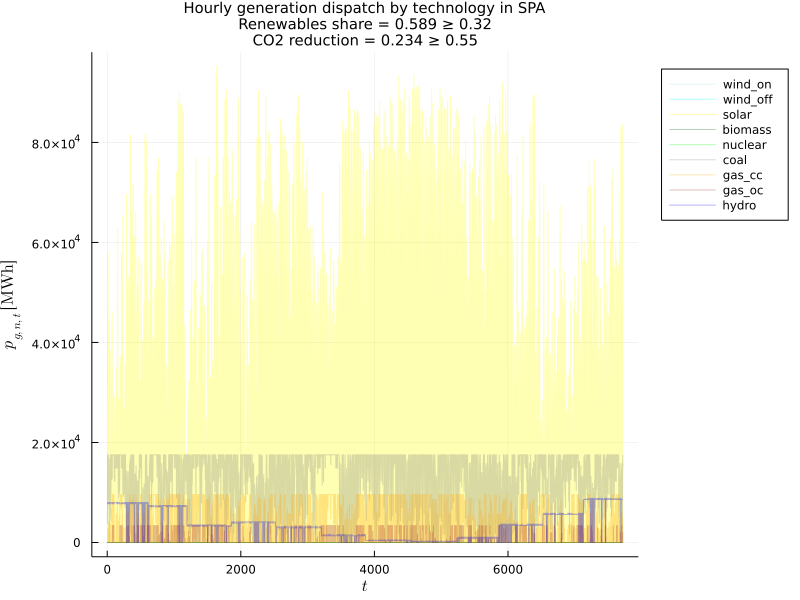 Hourly generation dispatch by technology in SPA
Renewables share = 0.589 ≥ 0.32
CO2 reduction = 0.234 ≥ 0.55
wind_on
wind_off
solar
biomass
nuclear
coal
gas_cc
gas_oc
hydro
p_{g,n,t} [MWh]
8.0×10⁴
6.0×10⁴
4.0×10⁴
2.0×10⁴
0
0 2000 4000 6000
t